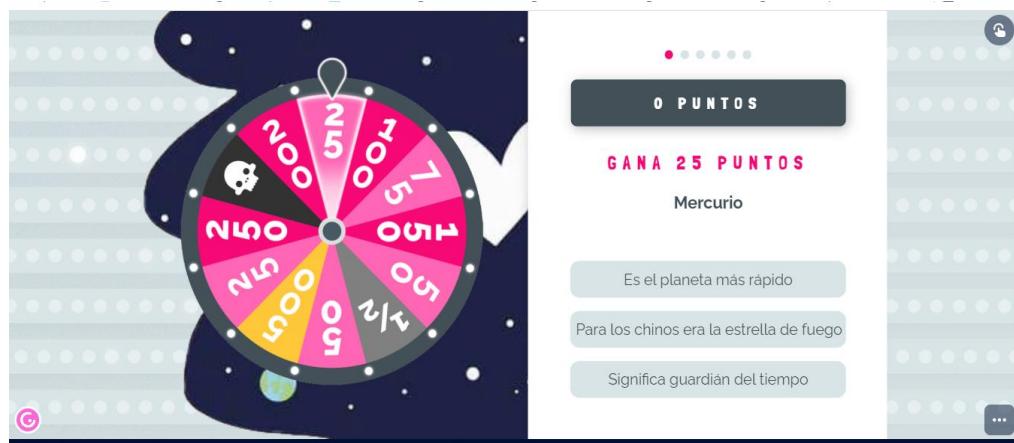 25
100
75
150
50
1/2
50
500
25
250
200
0 PUNTOS
GANA 25 PUNTOS
Mercurio
Es el planeta más rápido
Para los chinos era la estrella de fuego
Significa guardián del tiempo